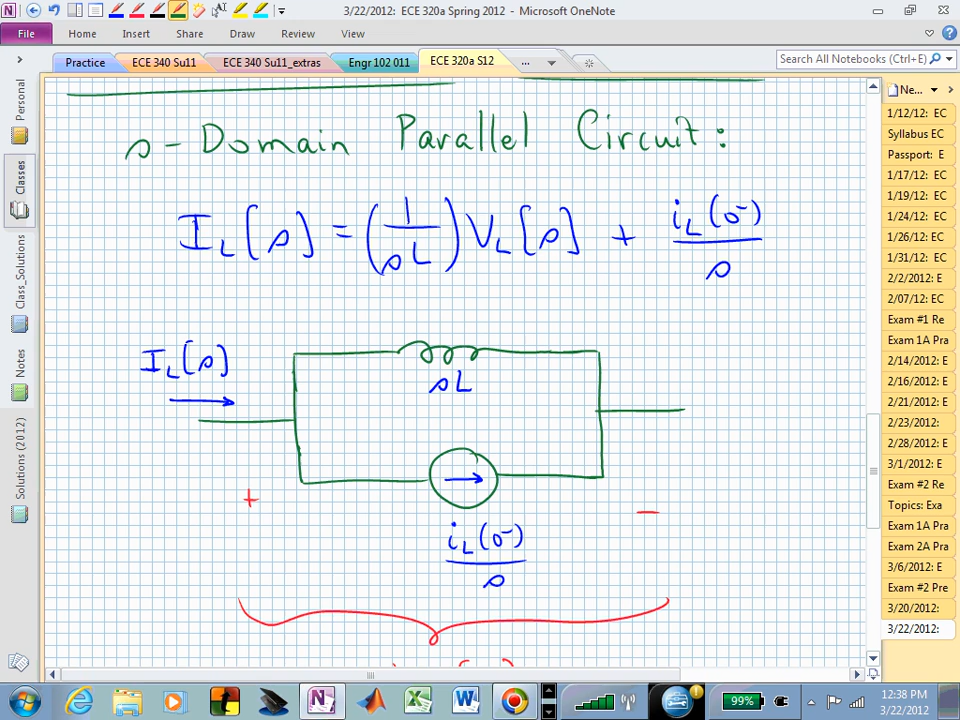 3/22/2012: ECE 320a Spring 2012 - Microsoft OneNote
File Home Insert Share Draw Review View
Practice ECE 340 Su11 ECE 340 Su11_extras Engr 102 011 ECE 320a S12 ...
Search All Notebooks (Ctrl+E)
Personal
Classes
Class_Solutions
Notes
Solutions (2012)
s-Domain Parallel Circuit:
I_L[s] = (1/sL) V_L[s] + i_L(0^-)/s
I_L[s]
sL
+
−
i_L(0^-)/s
Ne...
1/12/12: EC
Syllabus EC
Passport: E
1/17/12: EC
1/19/12: EC
1/24/12: EC
1/26/12: EC
1/31/12: EC
2/2/2012: E
2/07/12: EC
Exam #1 Re
Exam 1A Pra
2/14/2012:
2/16/2012:
2/21/2012:
2/23/2012:
2/28/2012:
3/1/2012: E
Exam #2 Re
Topics: Exa
Exam 1A Pra
Exam 2A Pra
3/6/2012: E
Exam #2 Pre
3/20/2012:
3/22/2012:
99%
12:38 PM
3/22/2012